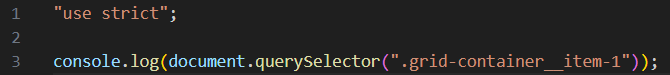 1 "use strict";
2
3 console.log(document.querySelector(".grid-container__item-1"));